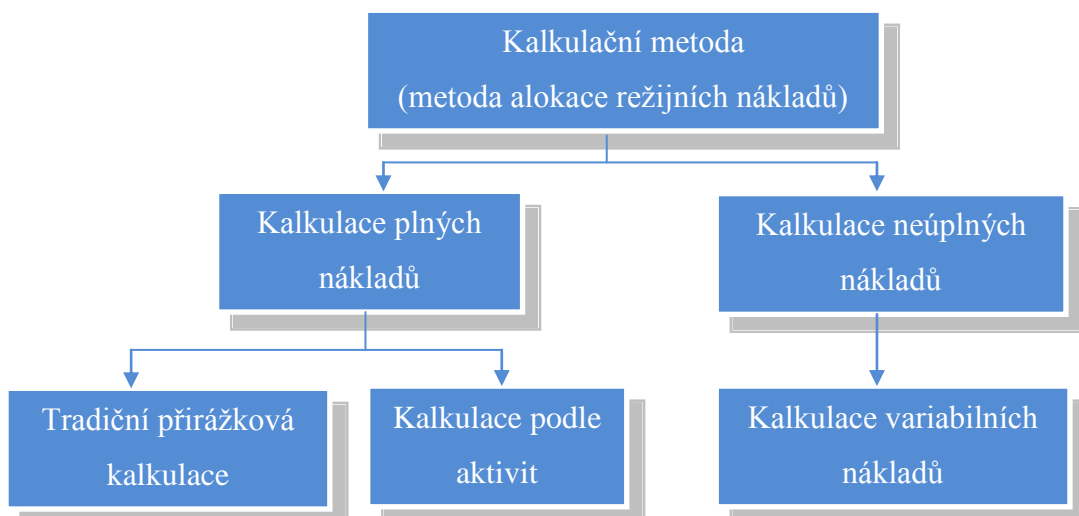 Kalkulační metoda
(metoda alokace režijních nákladů)
Kalkulace plných
nákladů
Kalkulace neúplných
nákladů
Tradiční přirážková
kalkulace
Kalkulace podle
aktivit
Kalkulace variabilních
nákladů